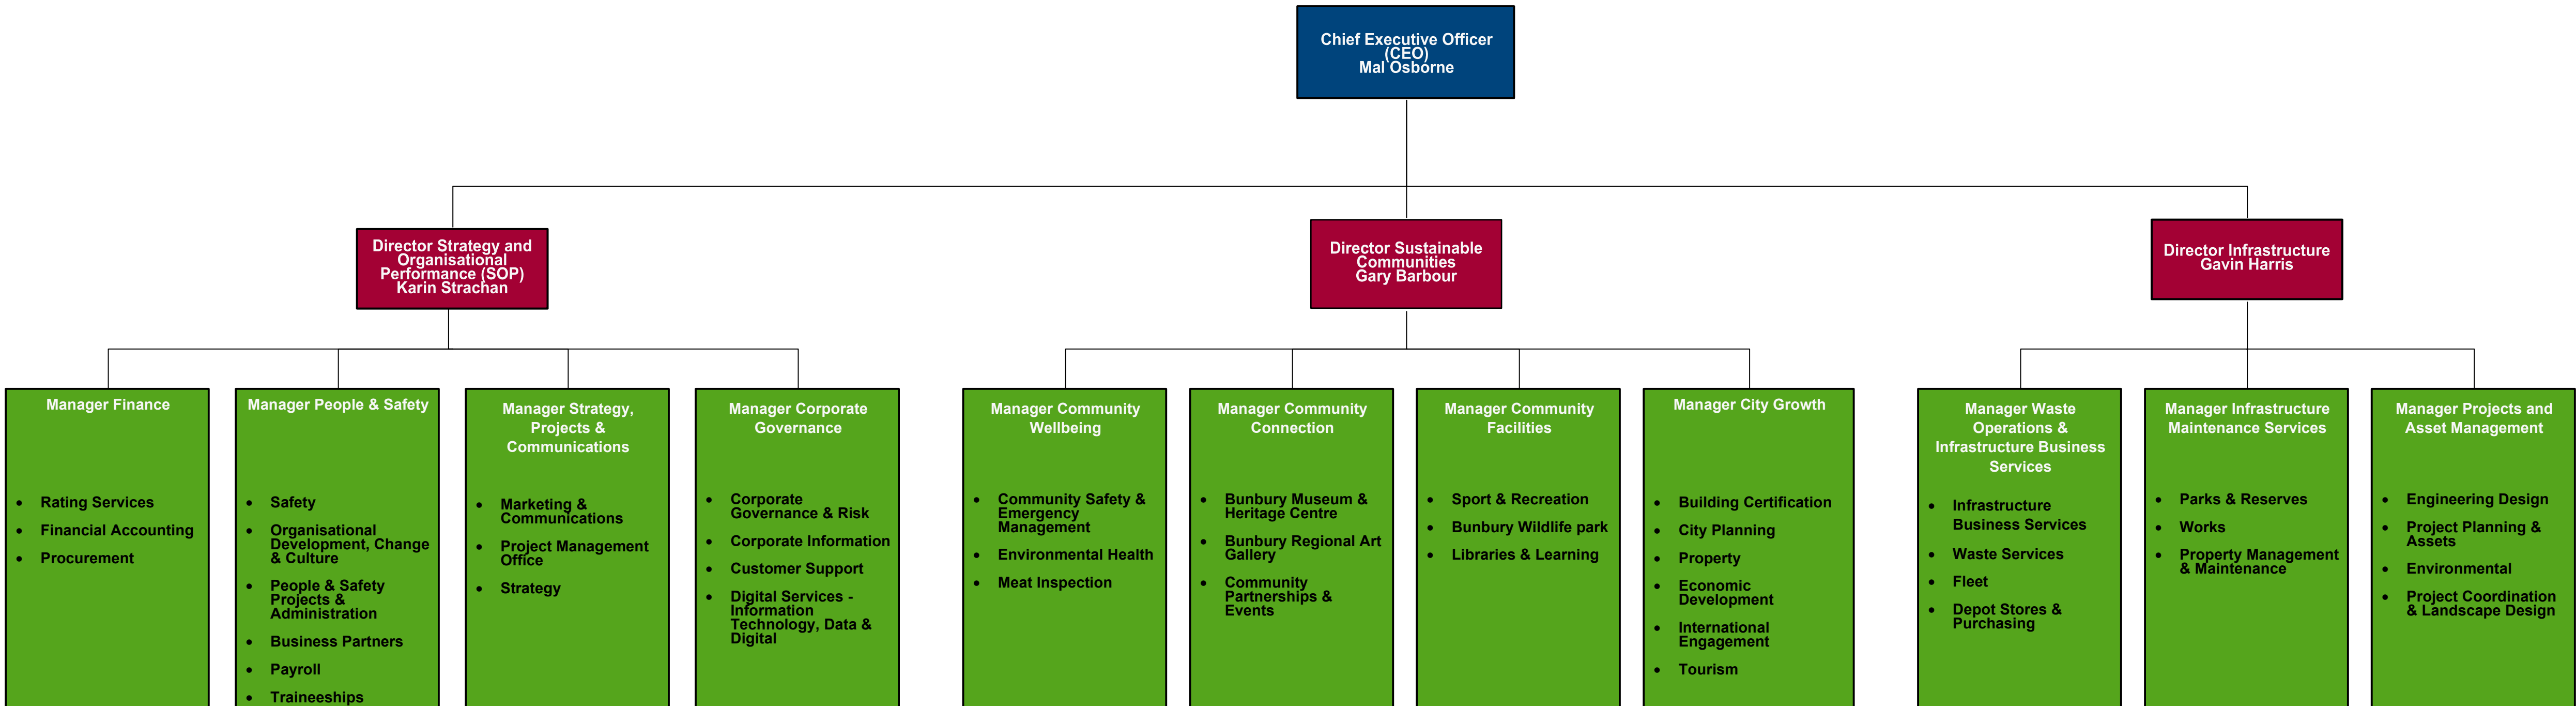 Chief Executive Officer
(CEO)
Mal Osborne
Director Strategy and
Organisational
Performance (SOP)
Karin Strachan
Director Sustainable
Communities
Gary Barbour
Director Infrastructure
Gavin Harris
Manager Finance
• Rating Services
• Financial Accounting
• Procurement
Manager People & Safety
• Safety
• Organisational
Development, Change
& Culture
• People & Safety
Projects &
Administration
• Business Partners
• Payroll
• Traineeships
Manager Strategy,
Projects &
Communications
• Marketing &
Communications
• Project Management
Office
• Strategy
Manager Corporate
Governance
• Corporate
Governance & Risk
• Corporate Information
• Customer Support
• Digital Services -
Information
Technology, Data &
Digital
Manager Community
Wellbeing
• Community Safety &
Emergency
Management
• Environmental Health
• Meat Inspection
Manager Community
Connection
• Bunbury Museum &
Heritage Centre
• Bunbury Regional Art
Gallery
• Community
Partnerships &
Events
Manager Community
Facilities
• Sport & Recreation
• Bunbury Wildlife park
• Libraries & Learning
Manager City Growth
• Building Certification
• City Planning
• Property
• Economic
Development
• International
Engagement
• Tourism
Manager Waste
Operations &
Infrastructure Business
Services
• Infrastructure
Business Services
• Waste Services
• Fleet
• Depot Stores &
Purchasing
Manager Infrastructure
Maintenance Services
• Parks & Reserves
• Works
• Property Management
& Maintenance
Manager Projects and
Asset Management
• Engineering Design
• Project Planning &
Assets
• Environmental
• Project Coordination
& Landscape Design